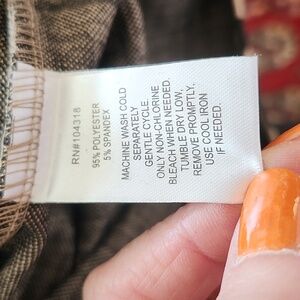 RN#104318
95% POLYESTER
5% SPANDEX
MACHINE WASH COLD
SEPARATELY
GENTLE CYCLE.
ONLY NON-CHLORINE
BLEACH WHEN NEEDED.
TUMBLE DRY LOW.
REMOVE PROMPTLY.
USE COOL IRON
IF NEEDED.